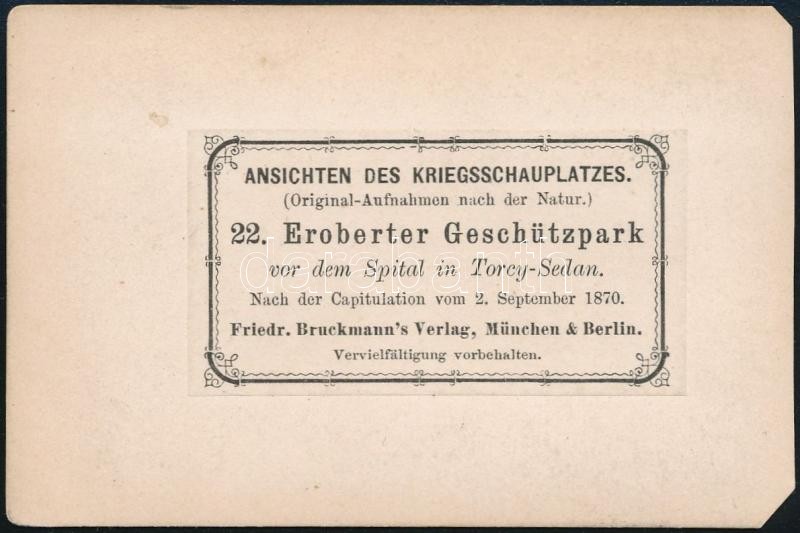 ANSICHTEN DES KRIEGSSCHAUPLATZES.
(Original-Aufnahmen nach der Natur.)
22. Eroberter Geschützpark
vor dem Spital in Torcy-Sedan.
Nach der Capitulation vom 2. September 1870.
Friedr. Bruckmann's Verlag, München & Berlin.
Vervielfältigung vorbehalten.
darabanth